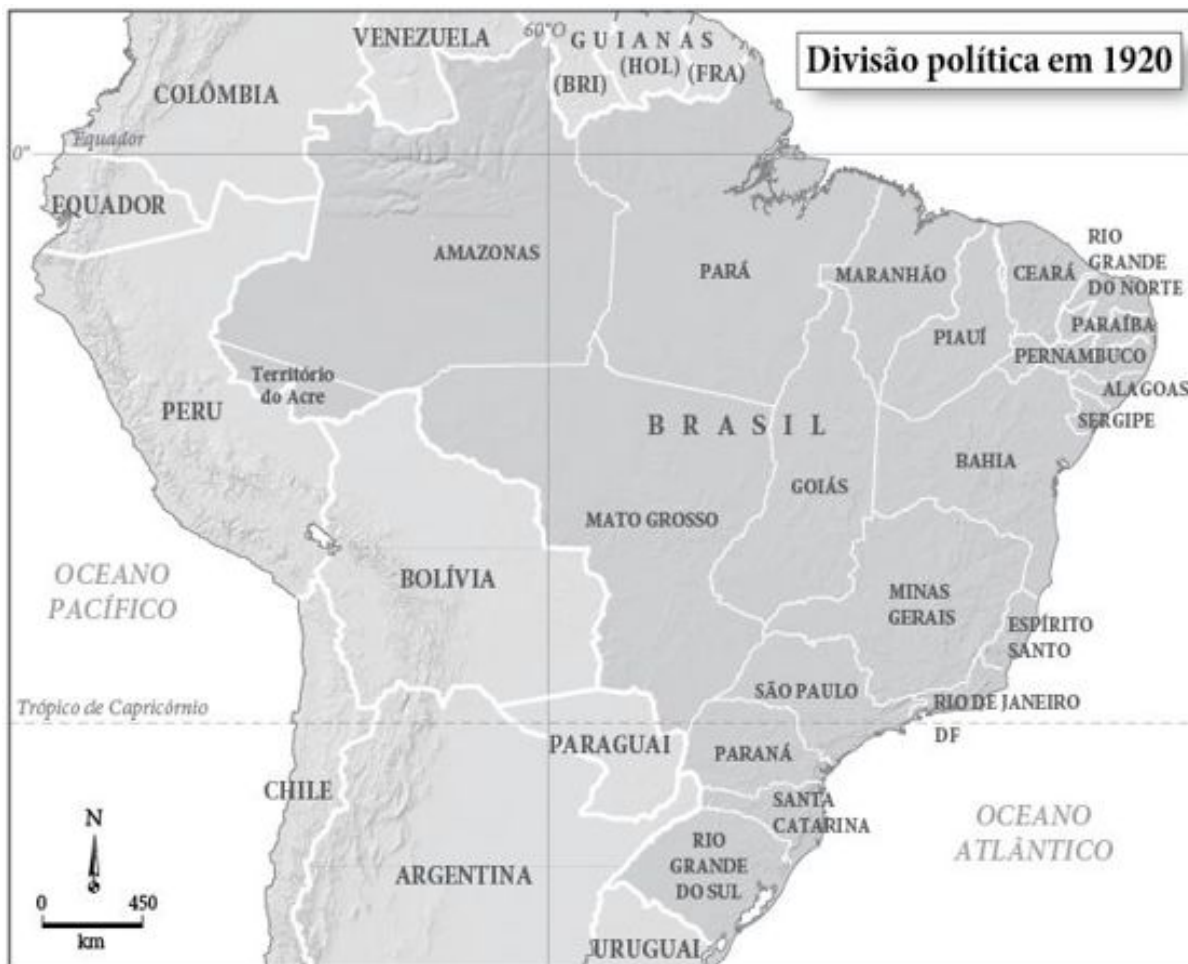 Divisão política em 1920
VENEZUELA
60°O
GUIANAS
(BRI)
(HOL)
(FRA)
COLÔMBIA
Equador
0°
EQUADOR
AMAZONAS
PARÁ
MARANHÃO
CEARÁ
RIO
GRANDE
DO NORTE
PARAÍBA
PIAUÍ
PERNAMBUCO
ALAGOAS
SERGIPE
Território
do Acre
PERU
BRASIL
BAHIA
GOIÁS
MATO GROSSO
OCEANO
PACÍFICO
BOLÍVIA
MINAS
GERAIS
ESPÍRITO
SANTO
SÃO PAULO
RIO DE JANEIRO
DF
Trópico de Capricórnio
PARAGUAI
PARANÁ
CHILE
SANTA
CATARINA
OCEANO
ATLÂNTICO
N
RIO
GRANDE
DO SUL
ARGENTINA
0 450
km
URUGUAI